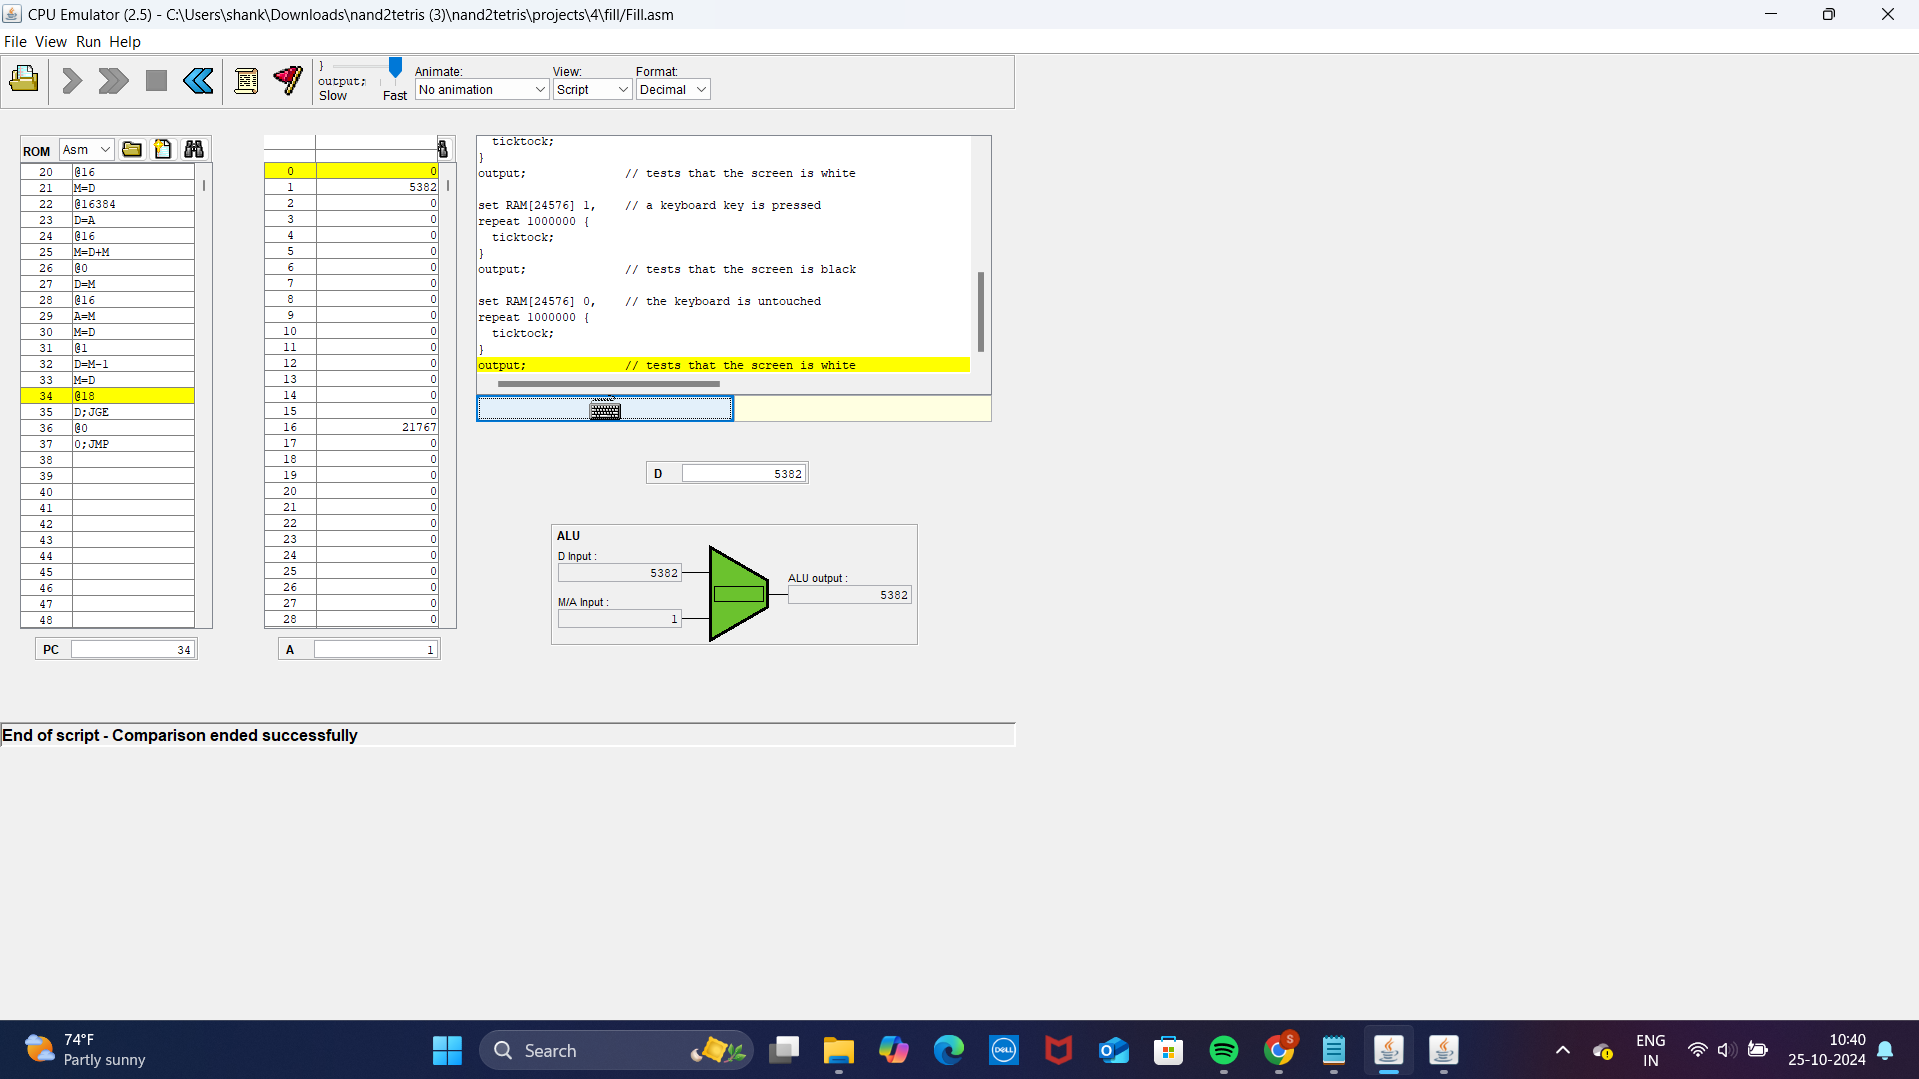 CPU Emulator (2.5) - C:\Users\shank\Downloads\nand2tetris (3)\nand2tetris\projects\4\fill/Fill.asm
File View Run Help
}
output;
Slow Fast
Animate:
No animation
View:
Script
Format:
Decimal
ROM Asm
20 @16
21 M=D
22 @16384
23 D=A
24 @16
25 M=D+M
26 @0
27 D=M
28 @16
29 A=M
30 M=D
31 @1
32 D=M-1
33 M=D
34 @18
35 D;JGE
36 @0
37 0;JMP
38
39
40
41
42
43
44
45
46
47
48
PC 34
0 0
1 5382
2 0
3 0
4 0
5 0
6 0
7 0
8 0
9 0
10 0
11 0
12 0
13 0
14 0
15 0
16 21767
17 0
18 0
19 0
20 0
21 0
22 0
23 0
24 0
25 0
26 0
27 0
28 0
A 1
ticktock;
}
output; // tests that the screen is white
set RAM[24576] 1, // a keyboard key is pressed
repeat 1000000 {
ticktock;
}
output; // tests that the screen is black
set RAM[24576] 0, // the keyboard is untouched
repeat 1000000 {
ticktock;
}
output; // tests that the screen is white
D 5382
ALU
D Input :
5382
M/A Input :
1
ALU output :
5382
End of script - Comparison ended successfully
74°F
Partly sunny
Search
DELL
S
ENG
IN
10:40
25-10-2024